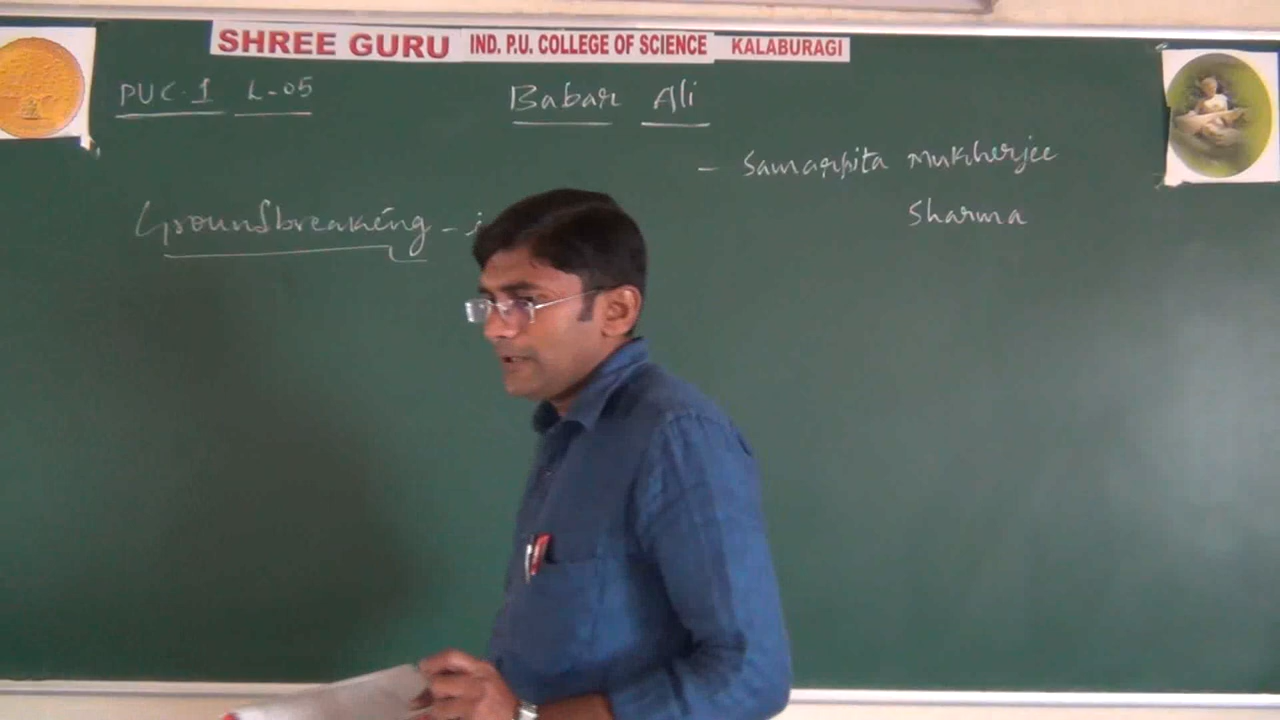 SHREE GURU IND. P.U. COLLEGE OF SCIENCE KALABURAGI
PUC.1 L-05
Babar Ali
- Samarpita Mukherjee
Sharma
Groundbreaking -